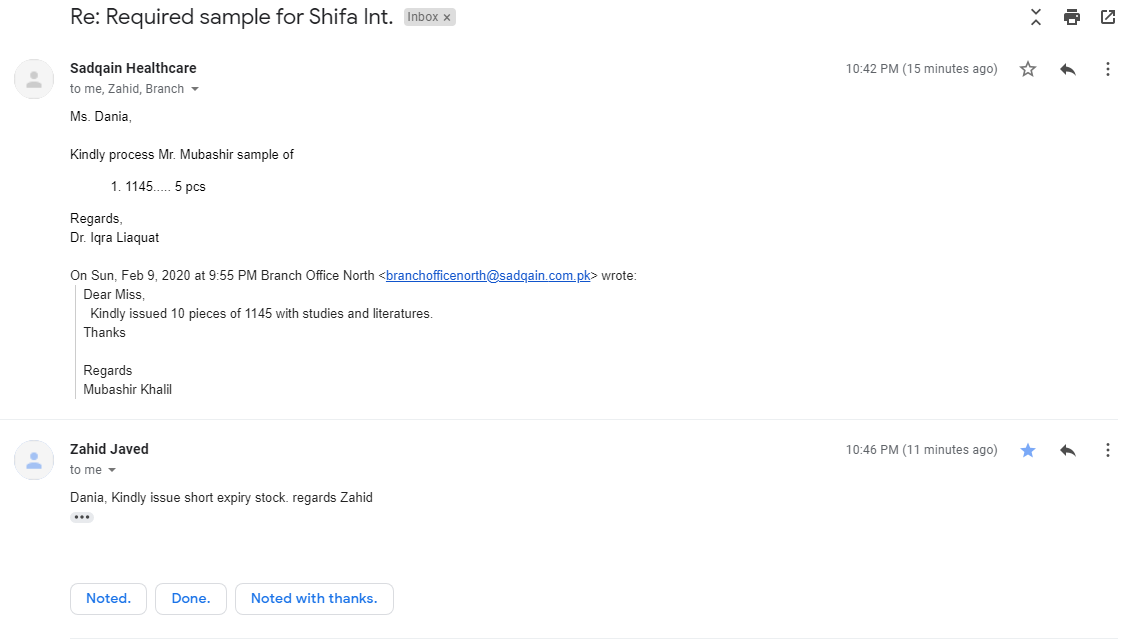 Re: Required sample for Shifa Int. Inbox ×
Sadqain Healthcare 10:42 PM (15 minutes ago)
to me, Zahid, Branch
Ms. Dania,
Kindly process Mr. Mubashir sample of
1. 1145..... 5 pcs
Regards,
Dr. Iqra Liaquat
On Sun, Feb 9, 2020 at 9:55 PM Branch Office North <branchofficenorth@sadqain.com.pk> wrote:
Dear Miss,
Kindly issued 10 pieces of 1145 with studies and literatures.
Thanks
Regards
Mubashir Khalil
Zahid Javed 10:46 PM (11 minutes ago)
to me
Dania, Kindly issue short expiry stock. regards Zahid
Noted. Done. Noted with thanks.